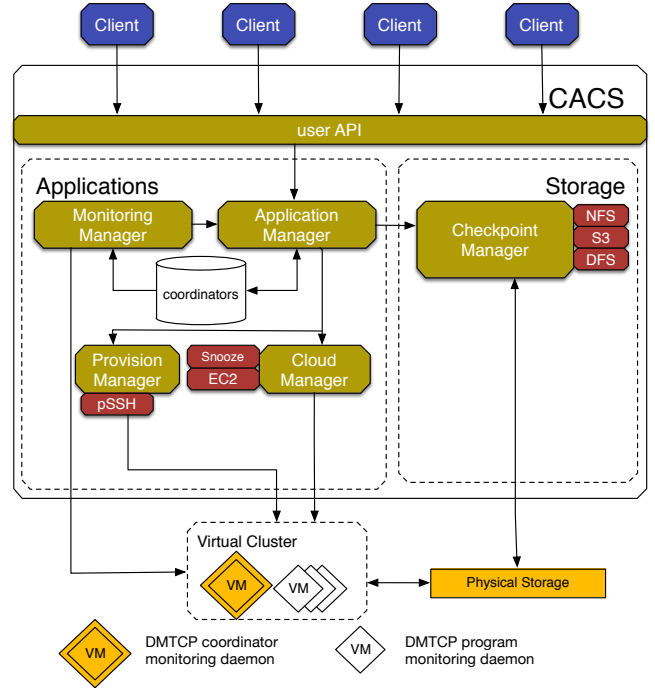 Client
Client
Client
Client
CACS
user API
Applications
Storage
Monitoring
Manager
Application
Manager
Checkpoint
Manager
NFS
S3
DFS
coordinators
Provision
Manager
pSSH
Snooze
EC2
Cloud
Manager
Virtual Cluster
VM
VM
Physical Storage
VM
DMTCP coordinator
monitoring daemon
VM
DMTCP program
monitoring daemon